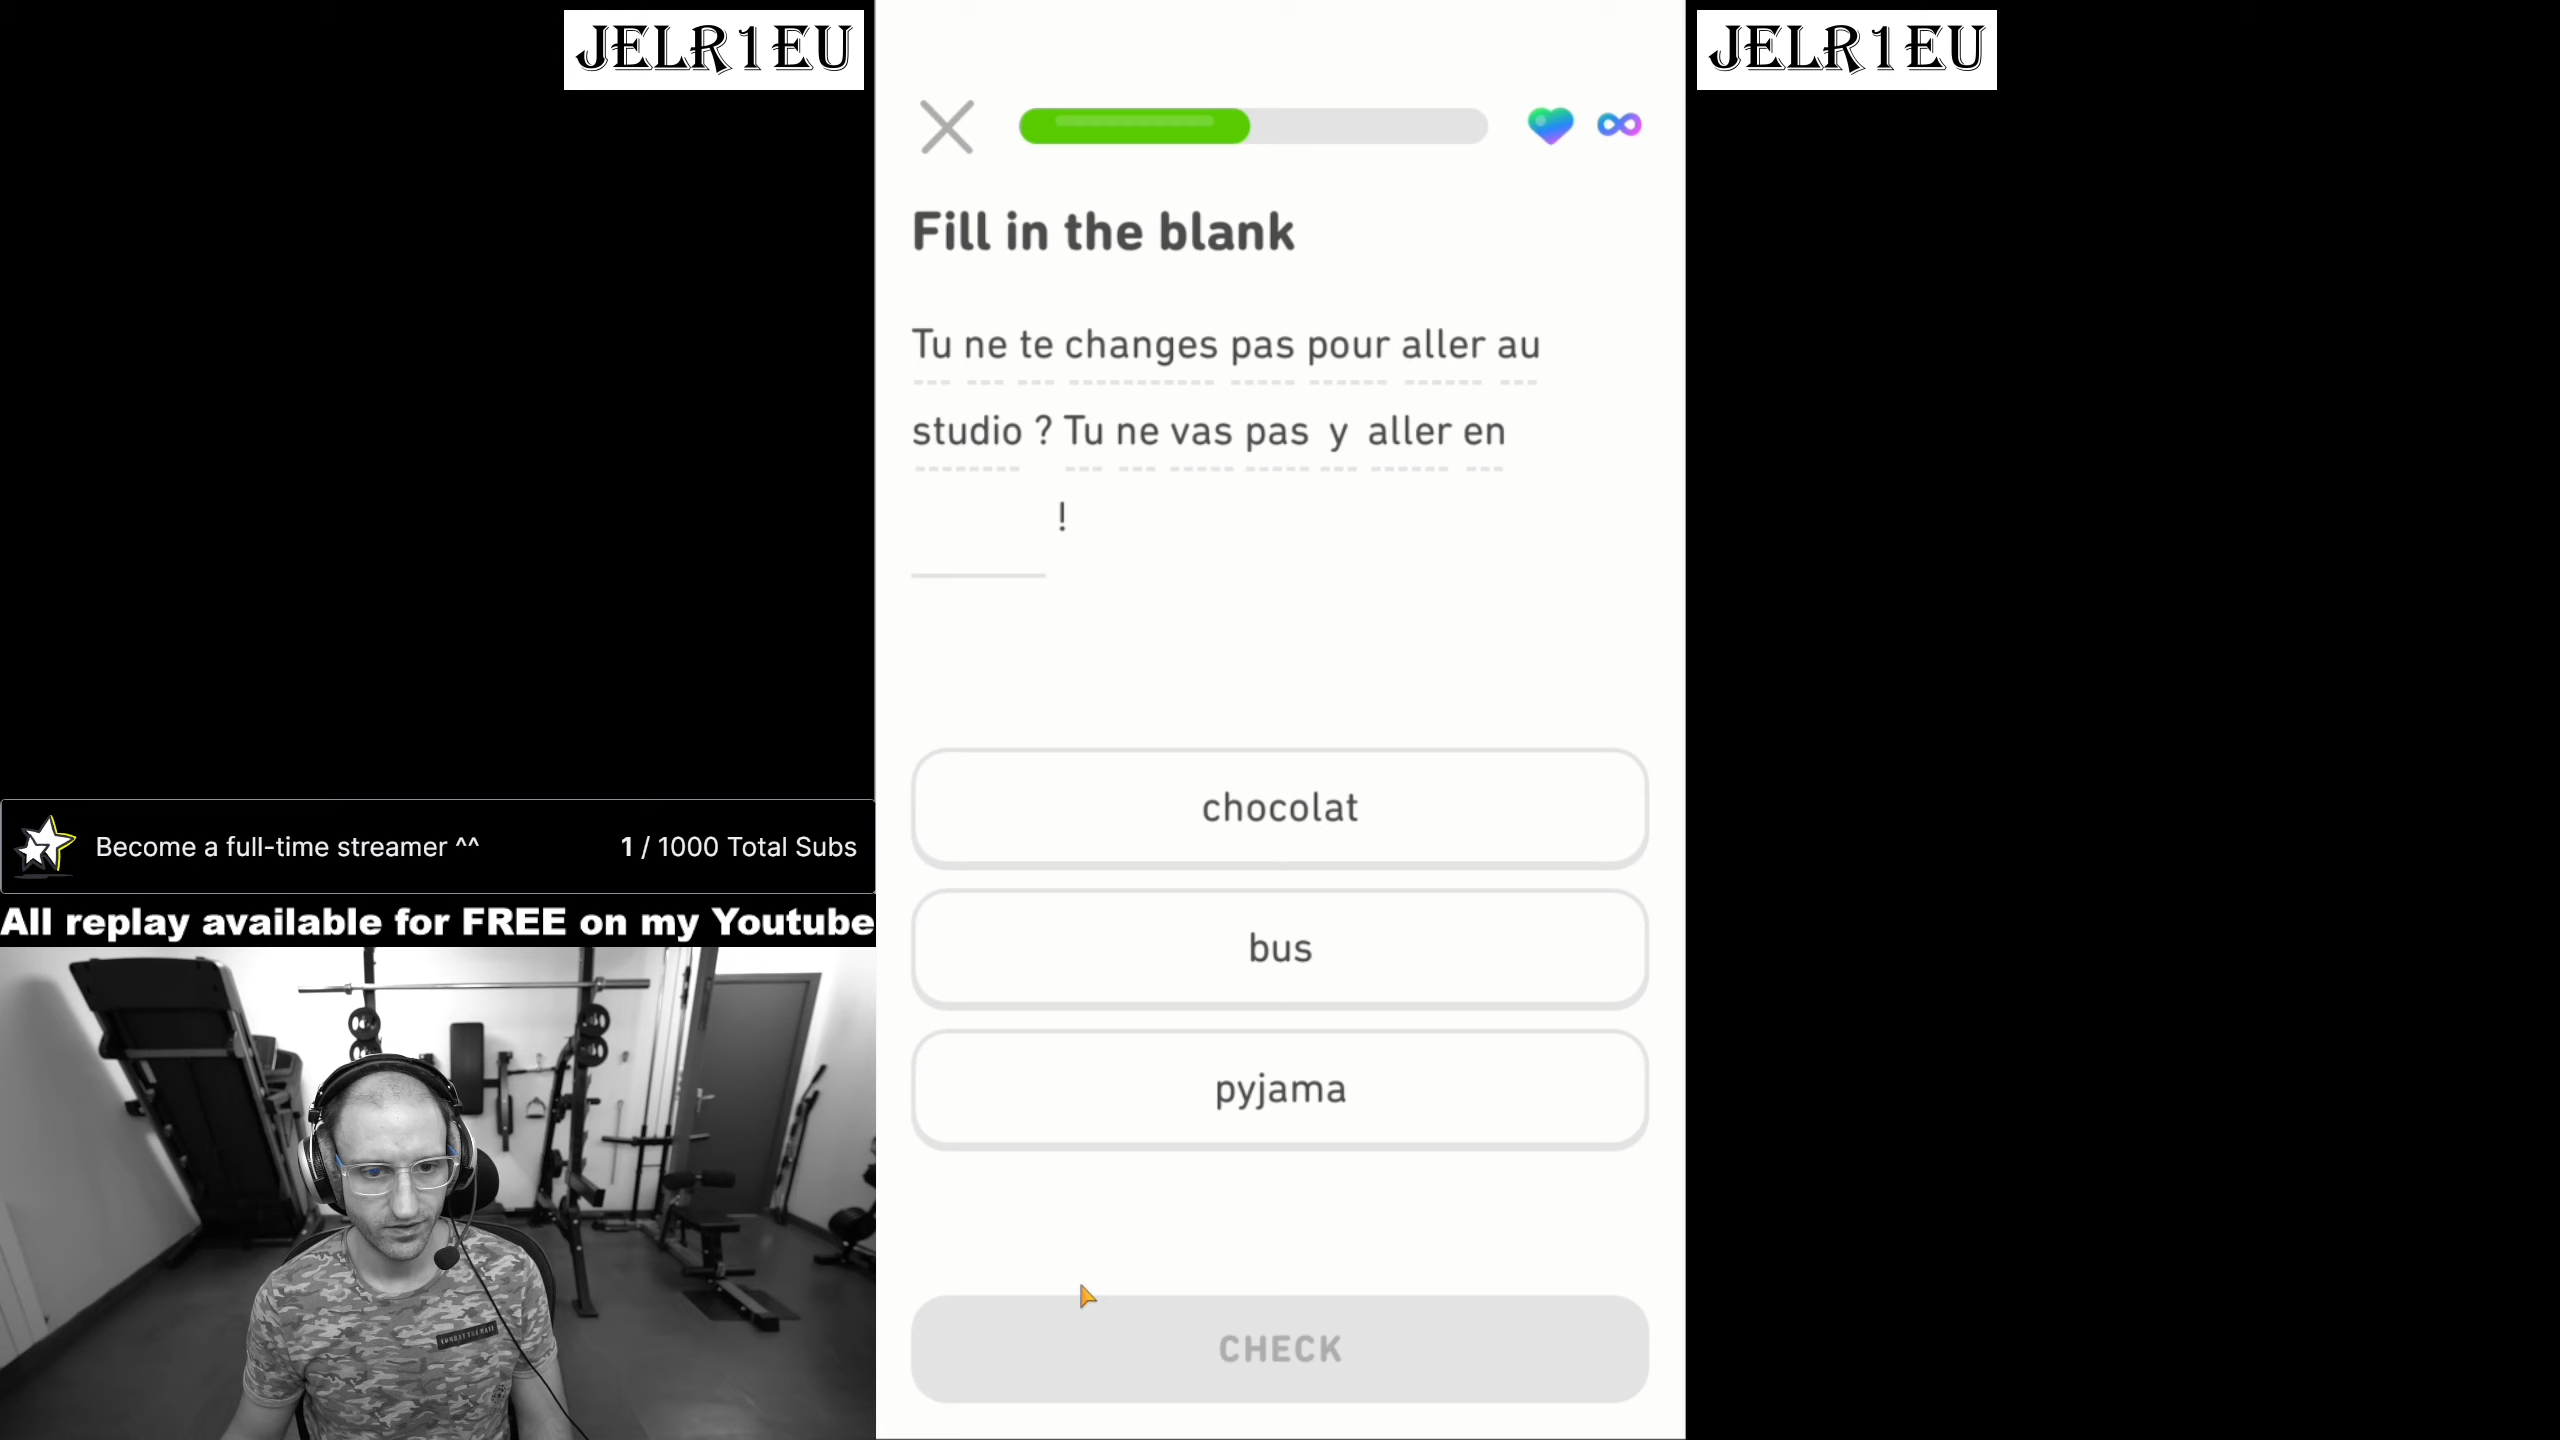 JELR1EU
JELR1EU
Fill in the blank
Tu ne te changes pas pour aller au
studio ? Tu ne vas pas y aller en
!
chocolat
bus
pyjama
CHECK
Become a full-time streamer ^^ 1 / 1000 Total Subs
All replay available for FREE on my Youtube